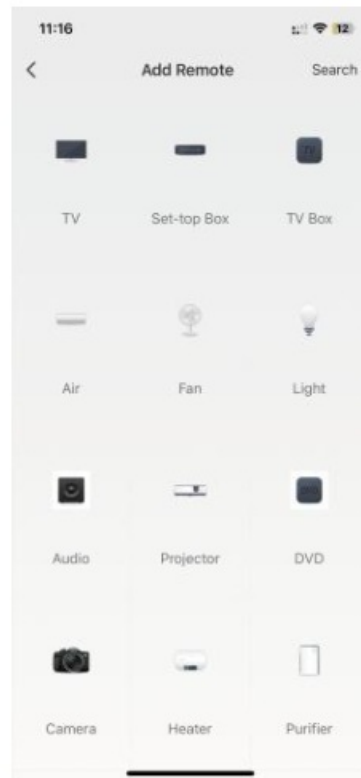 11:16 12
Add Remote Search
TV Set-top Box TV Box
Air Fan Light
Audio Projector DVD
Camera Heater Purifier